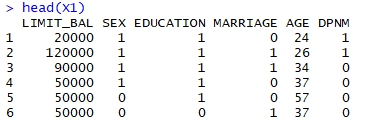 > head(X1)
LIMIT_BAL SEX EDUCATION MARRIAGE AGE DPNM
1 20000 1 1 0 24 1
2 120000 1 1 1 26 1
3 90000 1 1 1 34 0
4 50000 1 1 0 37 0
5 50000 0 1 0 57 0
6 50000 0 0 1 37 0